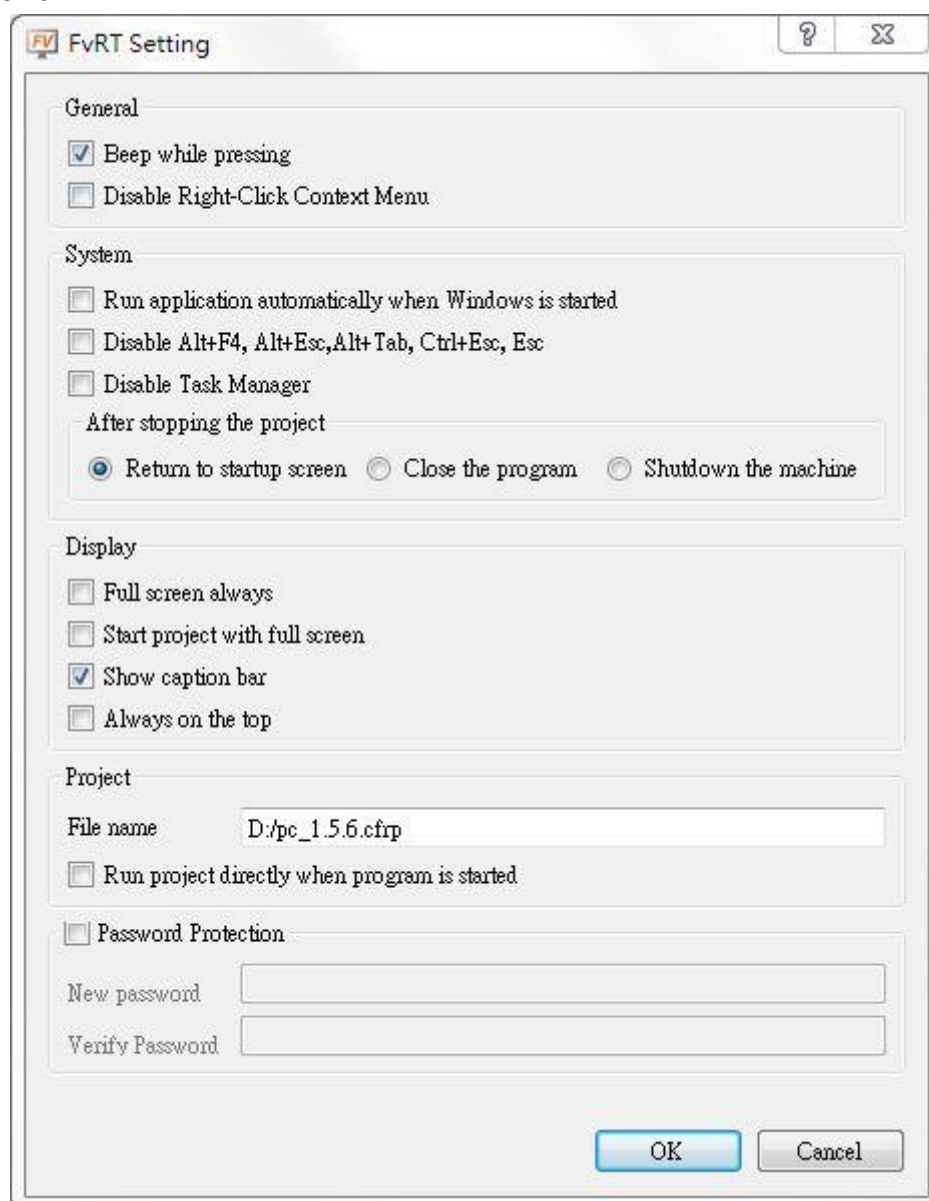 FV FvRT Setting
General
Beep while pressing
Disable Right-Click Context Menu
System
Run application automatically when Windows is started
Disable Alt+F4, Alt+Esc,Alt+Tab, Ctrl+Esc, Esc
Disable Task Manager
After stopping the project
Return to startup screen Close the program Shutdown the machine
Display
Full screen always
Start project with full screen
Show caption bar
Always on the top
Project
File name D:/pc_1.5.6.cfrp
Run project directly when program is started
Password Protection
New password
Verify Password
OK Cancel